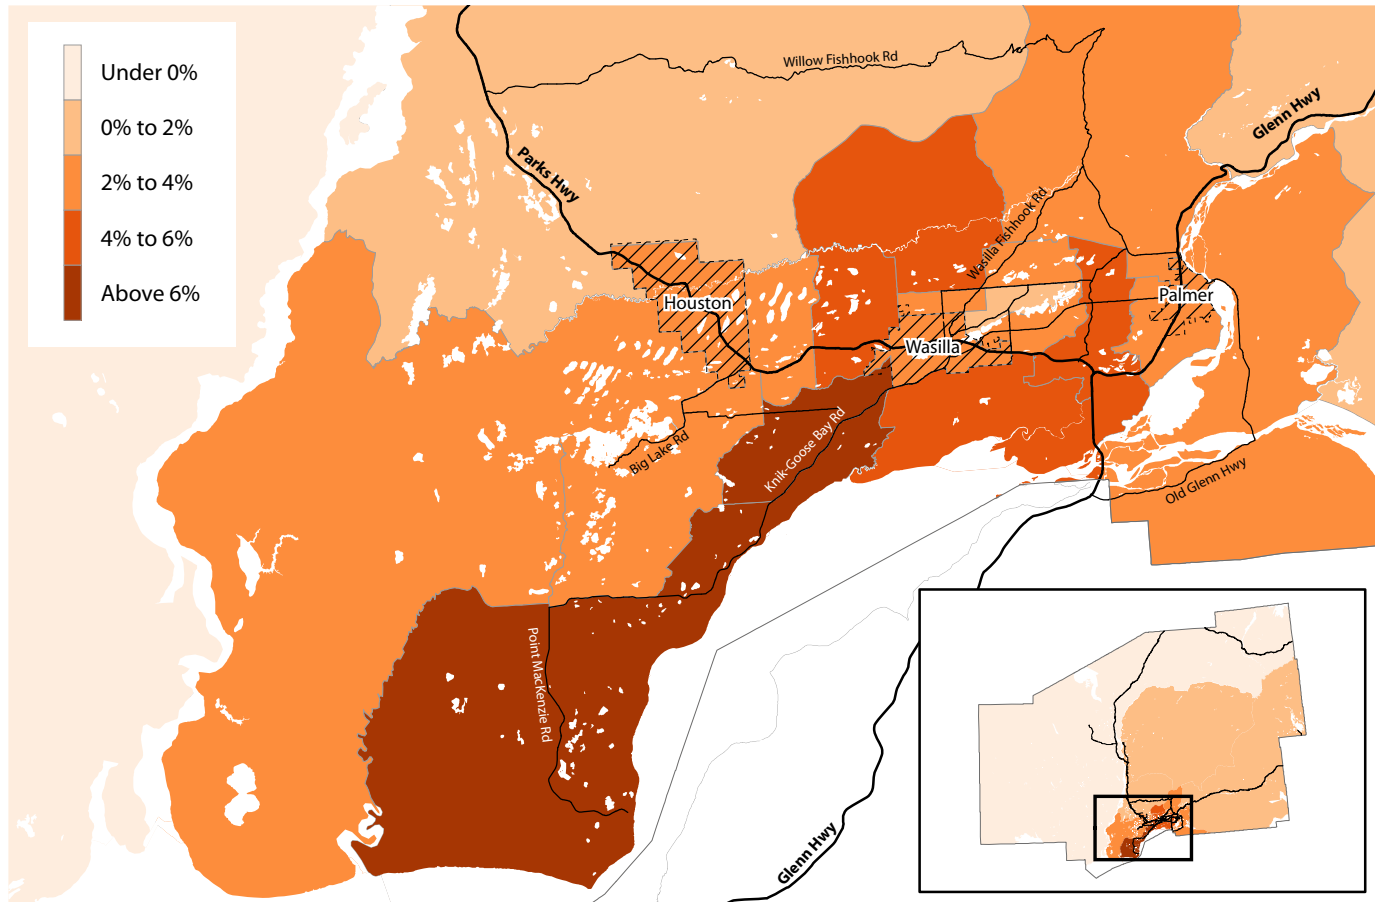 Under 0%
0% to 2%
2% to 4%
4% to 6%
Above 6%
Willow Fishhook Rd
Glenn Hwy
Parks Hwy
Wasilla Fishhook Rd
Houston
Palmer
Wasilla
Big Lake Rd
Knik-Goose Bay Rd
Old Glenn Hwy
Point MacKenzie Rd
Glenn Hwy